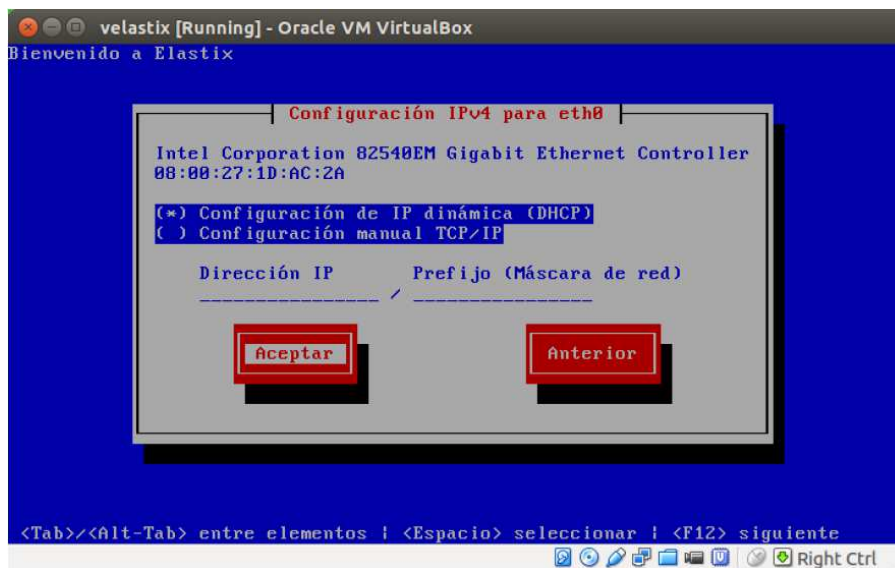 velastix [Running] - Oracle VM VirtualBox
Bienvenido a Elastix
Configuración IPv4 para eth0
Intel Corporation 82540EM Gigabit Ethernet Controller
08:00:27:1D:AC:2A
(*) Configuración de IP dinámica (DHCP)
( ) Configuración manual TCP/IP
Dirección IP Prefijo (Máscara de red)
________________ / ________________
Aceptar Anterior
<Tab>/<Alt-Tab> entre elementos | <Espacio> seleccionar | <F12> siguiente
Right Ctrl